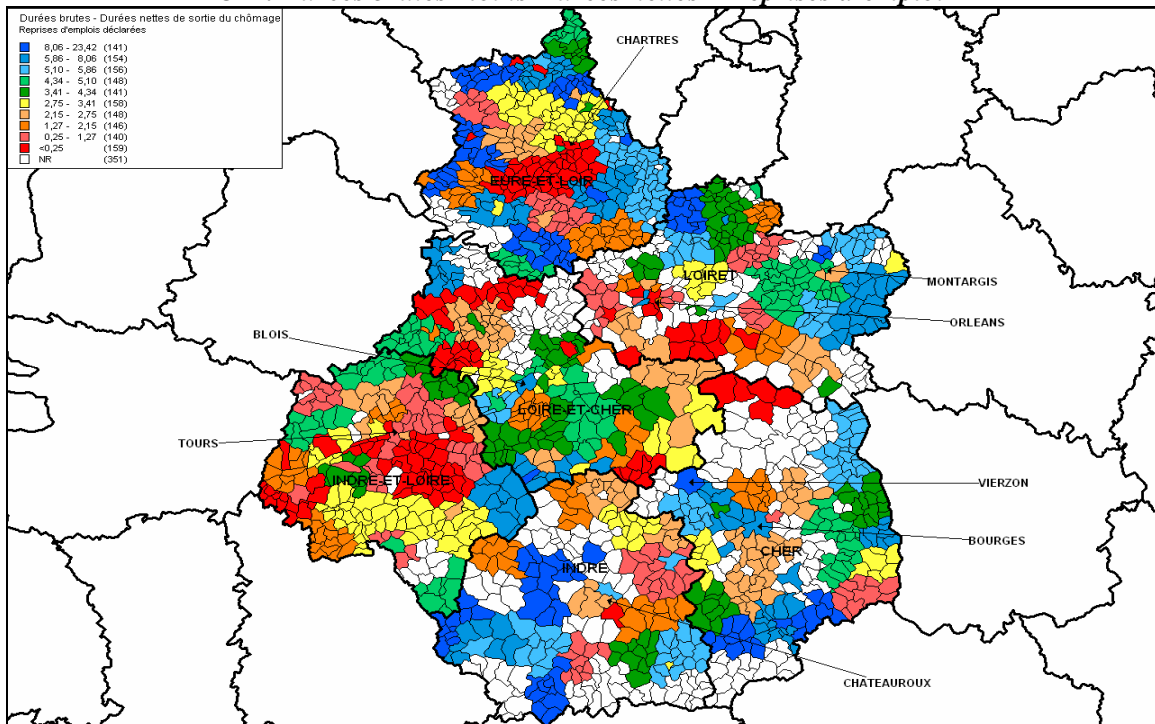 Durées brutes - Durées nettes de sortie du chômage
Reprises d'emplois déclarées
8,06 - 23,42 (141)
5,86 - 8,06 (154)
5,10 - 5,86 (156)
4,34 - 5,10 (148)
3,41 - 4,34 (141)
2,75 - 3,41 (158)
2,15 - 2,75 (148)
1,27 - 2,15 (146)
0,25 - 1,27 (140)
<0,25 (159)
NR (351)
CHARTRES
EURE-ET-LOIR
LOIRET
MONTARGIS
ORLEANS
BLOIS
LOIRE-ET-CHER
TOURS
INDRE-ET-LOIRE
VIERZON
BOURGES
CHER
INDRE
CHATEAUROUX